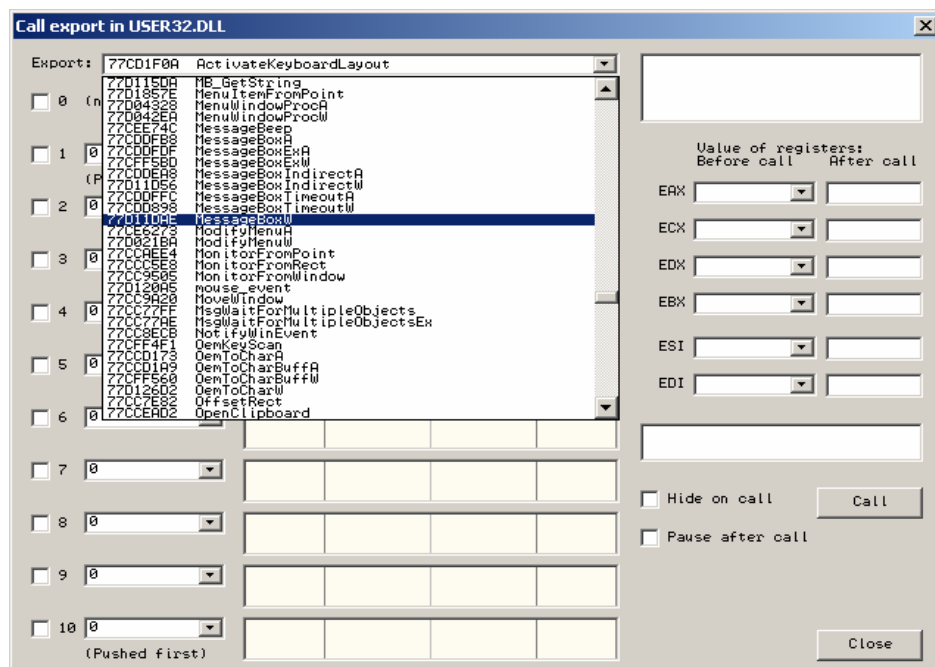 Call export in USER32.DLL
Export: 77CD1F0A ActivateKeyboardLayout
77D115DA MB_GetString
77D1857E MenuItemFromPoint
77D04328 MenuWindowProcA
77D042EA MenuWindowProcW
77CEE74C MessageBeep
77CDDFB8 MessageBoxA
77CDDFDF MessageBoxExA
77CFF5BD MessageBoxExW
77CDDEA8 MessageBoxIndirectA
77D11D56 MessageBoxIndirectW
77CDDFFC MessageBoxTimeoutA
77CDD898 MessageBoxTimeoutW
77D11DAE MessageBoxW
77CE6273 ModifyMenuA
77D021BA ModifyMenuW
77CCAEE4 MonitorFromPoint
77CCC5E8 MonitorFromRect
77CC9505 MonitorFromWindow
77D120A5 mouse_event
77CC9A20 MoveWindow
77CC77FF MsgWaitForMultipleObjects
77CC77AE MsgWaitForMultipleObjectsEx
77CC8ECB NotifyWinEvent
77CFF4F1 OemKeyScan
77CCD173 OemToCharA
77CCD1A9 OemToCharBuffA
77CFF560 OemToCharBuffW
77D126D2 OemToCharW
77CC7E82 OffsetRect
77CCEAD2 OpenClipboard
0 (n
1 0
(P
2 0
3 0
4 0
5 0
6 0
7 0
8 0
9 0
10 0
(Pushed first)
Value of registers:
Before call After call
EAX
ECX
EDX
EBX
ESI
EDI
Hide on call
Call
Pause after call
Close